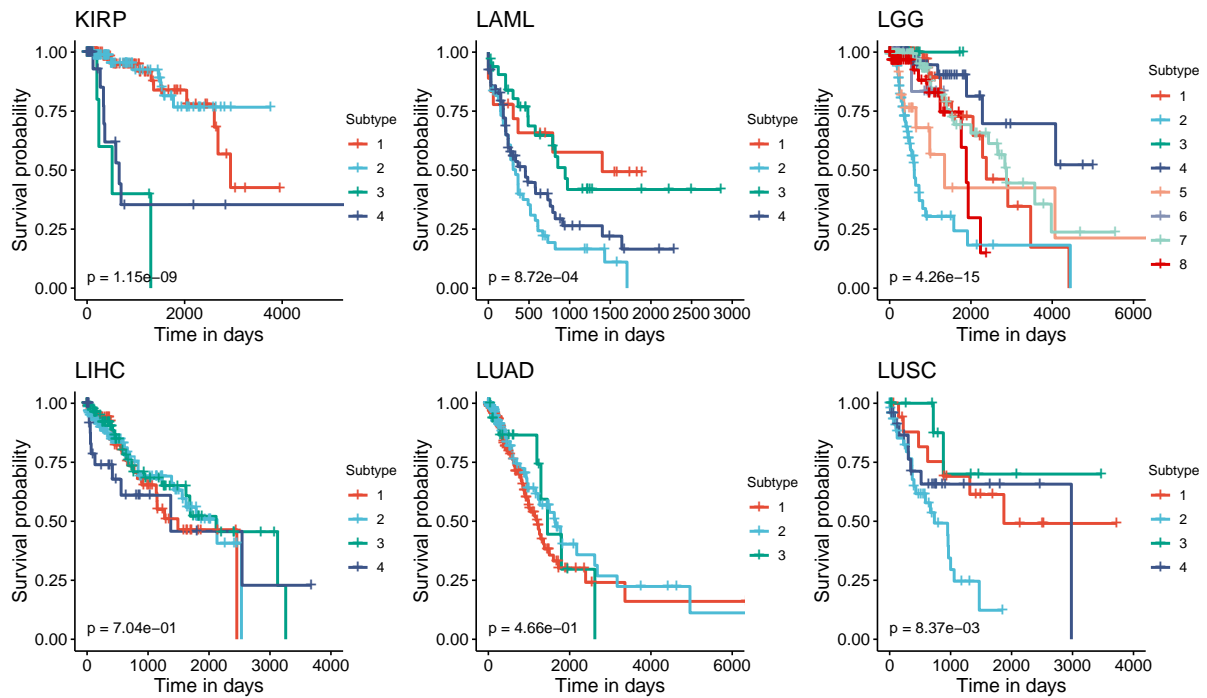 KIRP
1.00
0.75
0.50
0.25
0.00
Survival probability
p = 1.15e−09
0
2000
4000
Time in days
Subtype
1
2
3
4
LAML
1.00
0.75
0.50
0.25
0.00
Survival probability
p = 8.72e−04
0
500
1000
1500
2000
2500
3000
Time in days
Subtype
1
2
3
4
LGG
1.00
0.75
0.50
0.25
0.00
Survival probability
p = 4.26e−15
0
2000
4000
6000
Time in days
Subtype
1
2
3
4
5
6
7
8
LIHC
1.00
0.75
0.50
0.25
0.00
Survival probability
p = 7.04e−01
0
1000
2000
3000
4000
Time in days
Subtype
1
2
3
4
LUAD
1.00
0.75
0.50
0.25
0.00
Survival probability
p = 4.66e−01
0
2000
4000
6000
Time in days
Subtype
1
2
3
LUSC
1.00
0.75
0.50
0.25
0.00
Survival probability
p = 8.37e−03
0
1000
2000
3000
4000
Time in days
Subtype
1
2
3
4